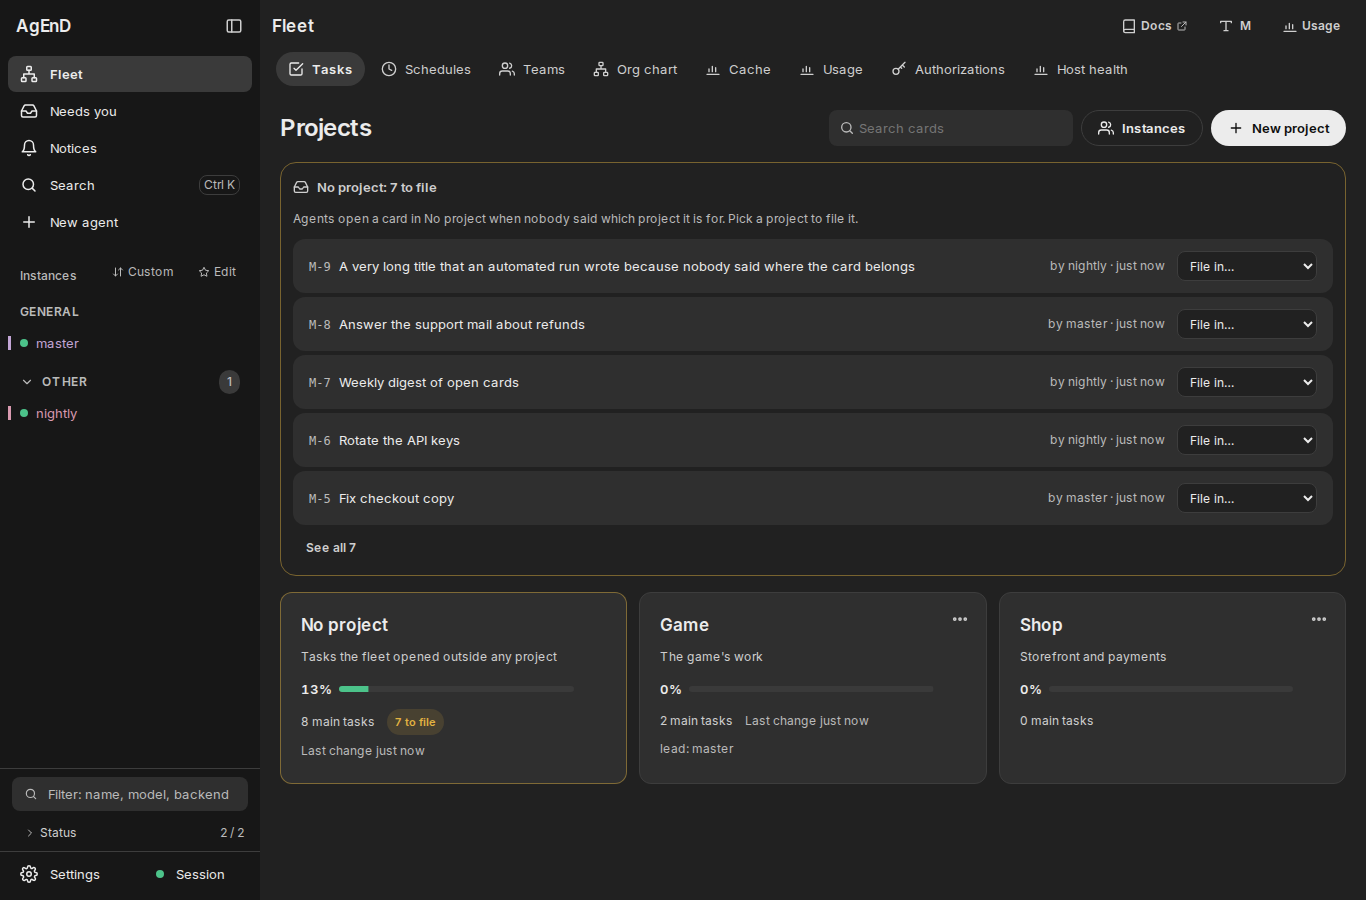 AgEnD
Fleet
Needs you
Notices
Search Ctrl K
New agent
Instances Custom Edit
GENERAL
master
OTHER 1
nightly
Filter: name, model, backend
Status 2 / 2
Settings Session
Fleet Docs M Usage
Tasks Schedules Teams Org chart Cache Usage Authorizations Host health
Projects Search cards Instances New project
No project: 7 to file
Agents open a card in No project when nobody said which project it is for. Pick a project to file it.
M-9 A very long title that an automated run wrote because nobody said where the card belongs by nightly · just now File in...
M-8 Answer the support mail about refunds by master · just now File in...
M-7 Weekly digest of open cards by nightly · just now File in...
M-6 Rotate the API keys by nightly · just now File in...
M-5 Fix checkout copy by master · just now File in...
See all 7
No project
Tasks the fleet opened outside any project
13%
8 main tasks 7 to file
Last change just now
Game
The game's work
0%
2 main tasks Last change just now
lead: master
Shop
Storefront and payments
0%
0 main tasks